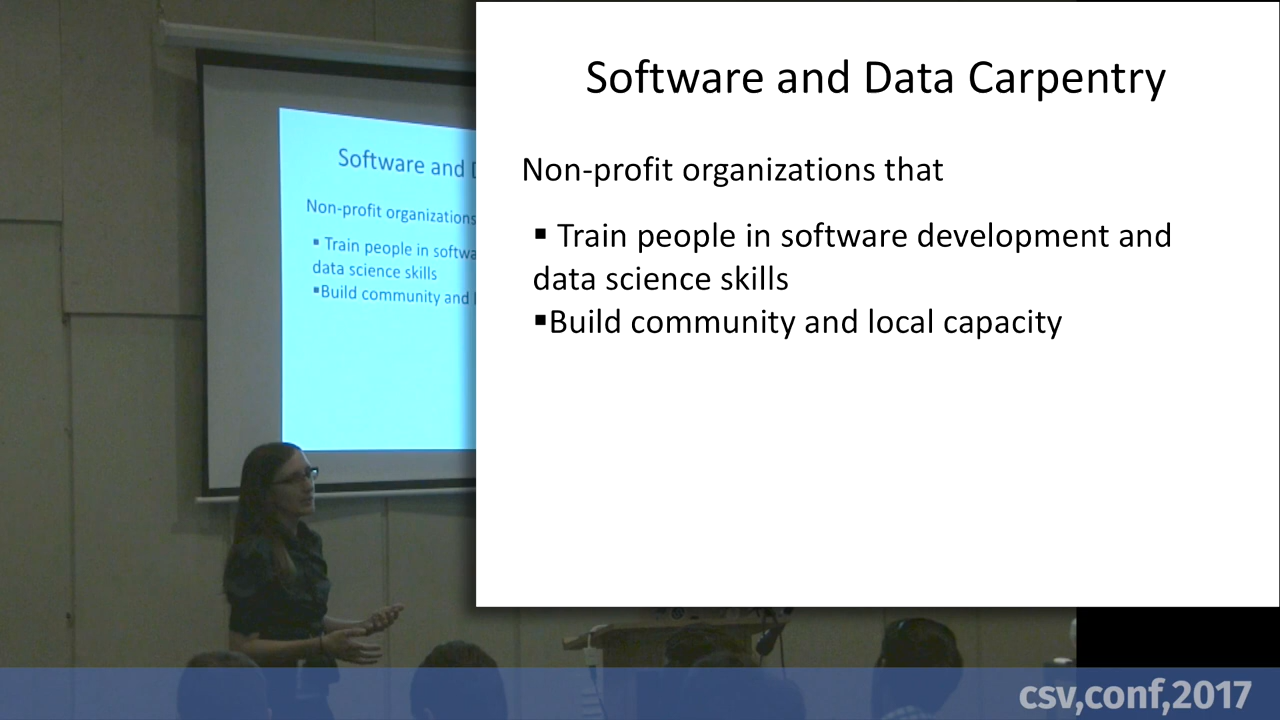 Software and Data Carpentry
Non-profit organizations that
▪ Train people in software development and
data science skills
▪Build community and local capacity
Software and
Non-profit organizations
▪ Train people in softwa
data science skills
▪Build community and
csv,conf,2017